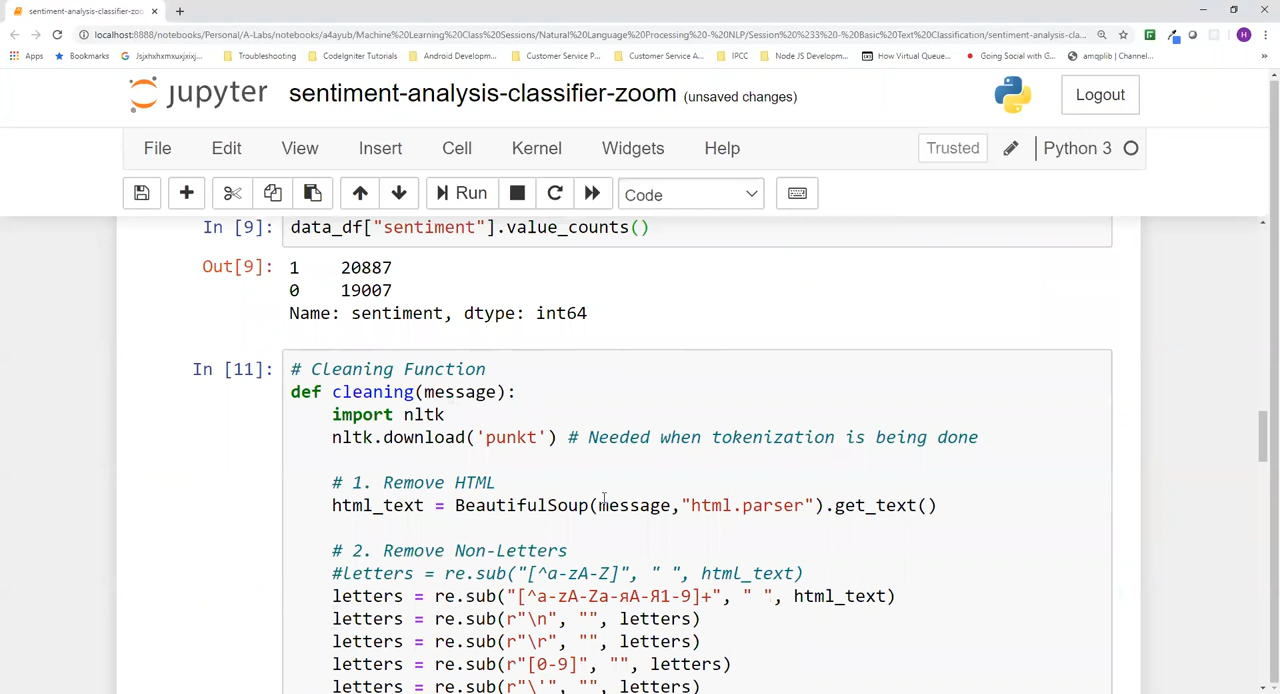 sentiment-analysis-classifier-zoom
localhost:8888/notebooks/Personal/A-Labs/notebooks/a4ayub/Machine%20Learning%20Class%20Sessions/Natural%20Language%20Processing%20-%20NLP/Session%20%233%20-%20Basic%20Text%20Classification/sentiment-analysis-cla...
H
Apps Bookmarks Jsjxhxhxmxuxjxixj... Troubleshooting CodeIgniter Tutorials Android Developm... Customer Service P... Customer Service A... IPCC Node JS Developm... How Virtual Queue... Going Social with G... amqplib | Channel... »
jupyter sentiment-analysis-classifier-zoom (unsaved changes) Logout
File Edit View Insert Cell Kernel Widgets Help Trusted Python 3
Run Code
In [9]: data_df["sentiment"].value_counts()
Out[9]: 1 20887
0 19007
Name: sentiment, dtype: int64
In [11]: # Cleaning Function
def cleaning(message):
import nltk
nltk.download('punkt') # Needed when tokenization is being done
# 1. Remove HTML
html_text = BeautifulSoup(message,"html.parser").get_text()
# 2. Remove Non-Letters
#letters = re.sub("[^a-zA-Z]", " ", html_text)
letters = re.sub("[^a-zA-Zа-яА-Я1-9]+", " ", html_text)
letters = re.sub(r"\n", "", letters)
letters = re.sub(r"\r", "", letters)
letters = re.sub(r"[0-9]", "", letters)
letters = re.sub(r"\'", "", letters)